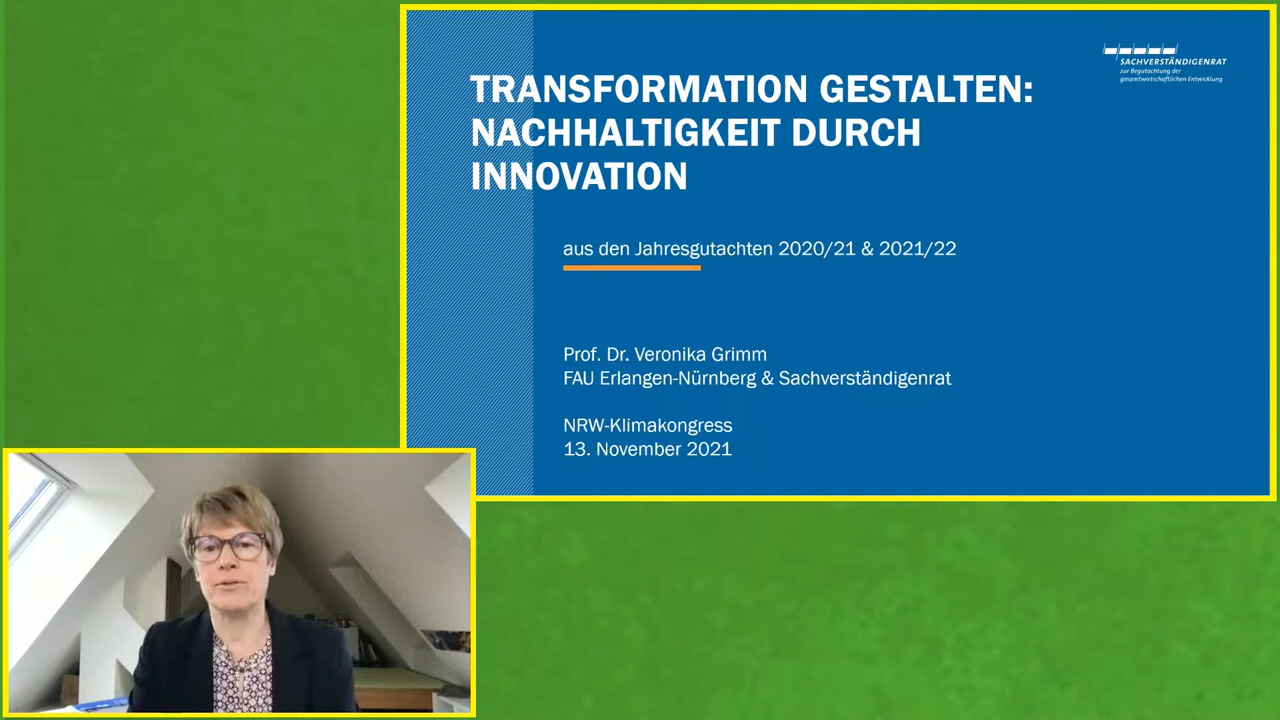 SACHVERSTÄNDIGENRAT
zur Begutachtung der
gesamtwirtschaftlichen Entwicklung
TRANSFORMATION GESTALTEN:
NACHHALTIGKEIT DURCH
INNOVATION
aus den Jahresgutachten 2020/21 & 2021/22
Prof. Dr. Veronika Grimm
FAU Erlangen-Nürnberg & Sachverständigenrat
NRW-Klimakongress
13. November 2021